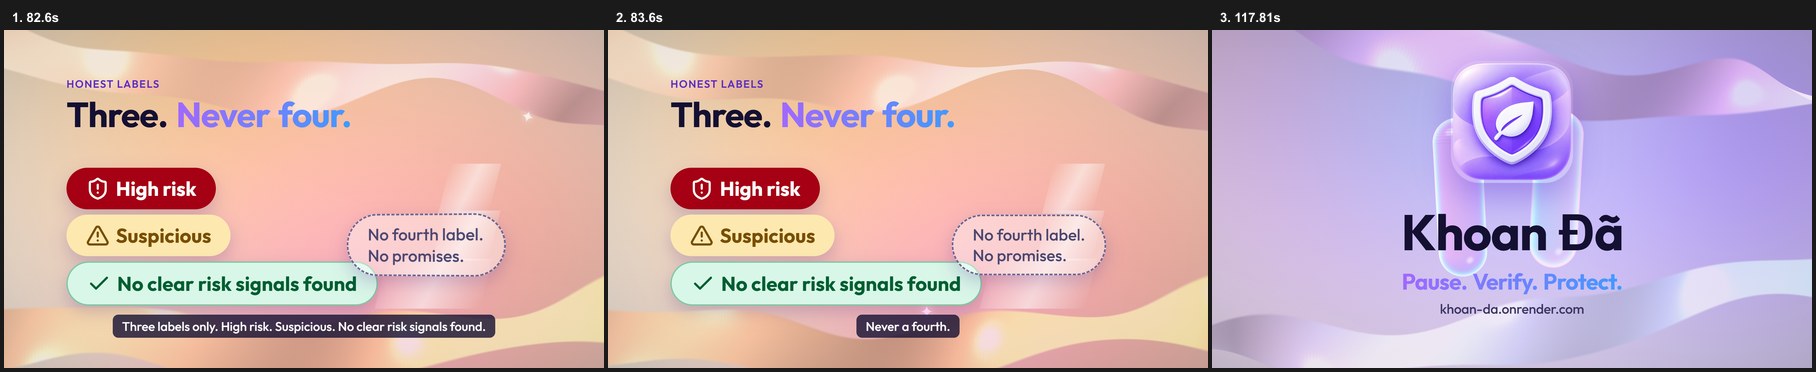 1. 82.6s
HONEST LABELS
Three. Never four.
High risk
Suspicious
No clear risk signals found
No fourth label.
No promises.
Three labels only. High risk. Suspicious. No clear risk signals found.
2. 83.6s
HONEST LABELS
Three. Never four.
High risk
Suspicious
No clear risk signals found
No fourth label.
No promises.
Never a fourth.
3. 117.81s
Khoan Đã
Pause. Verify. Protect.
khoan-da.onrender.com